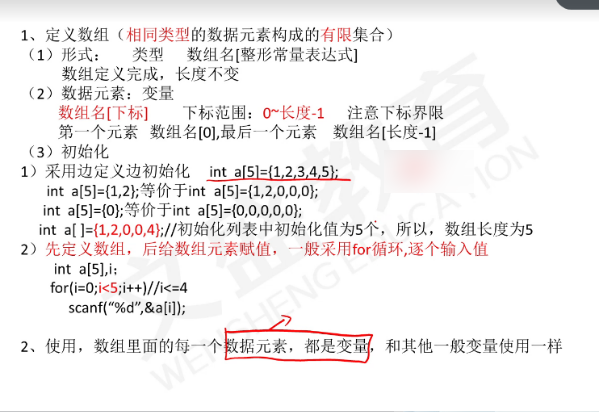 1、定义数组（相同类型的数据元素构成的有限集合）
（1）形式： 类型 数组名[整形常量表达式]
数组定义完成，长度不变
（2）数据元素：变量
数组名[下标] 下标范围：0~长度-1 注意下标界限
第一个元素 数组名[0],最后一个元素 数组名[长度-1]
（3）初始化
1）采用边定义边初始化 int a[5]={1,2,3,4,5};
int a[5]={1,2};等价于int a[5]={1,2,0,0,0};
int a[5]={0};等价于int a[5]={0,0,0,0,0};
int a[ ]={1,2,0,0,4};//初始化列表中初始化值为5个，所以，数组长度为5
2）先定义数组，后给数组元素赋值，一般采用for循环,逐个输入值
int a[5],i;
for(i=0;i<5;i++)//i<=4
scanf(“%d”,&a[i]);
2、使用，数组里面的每一个数据元素，都是变量，和其他一般变量使用一样